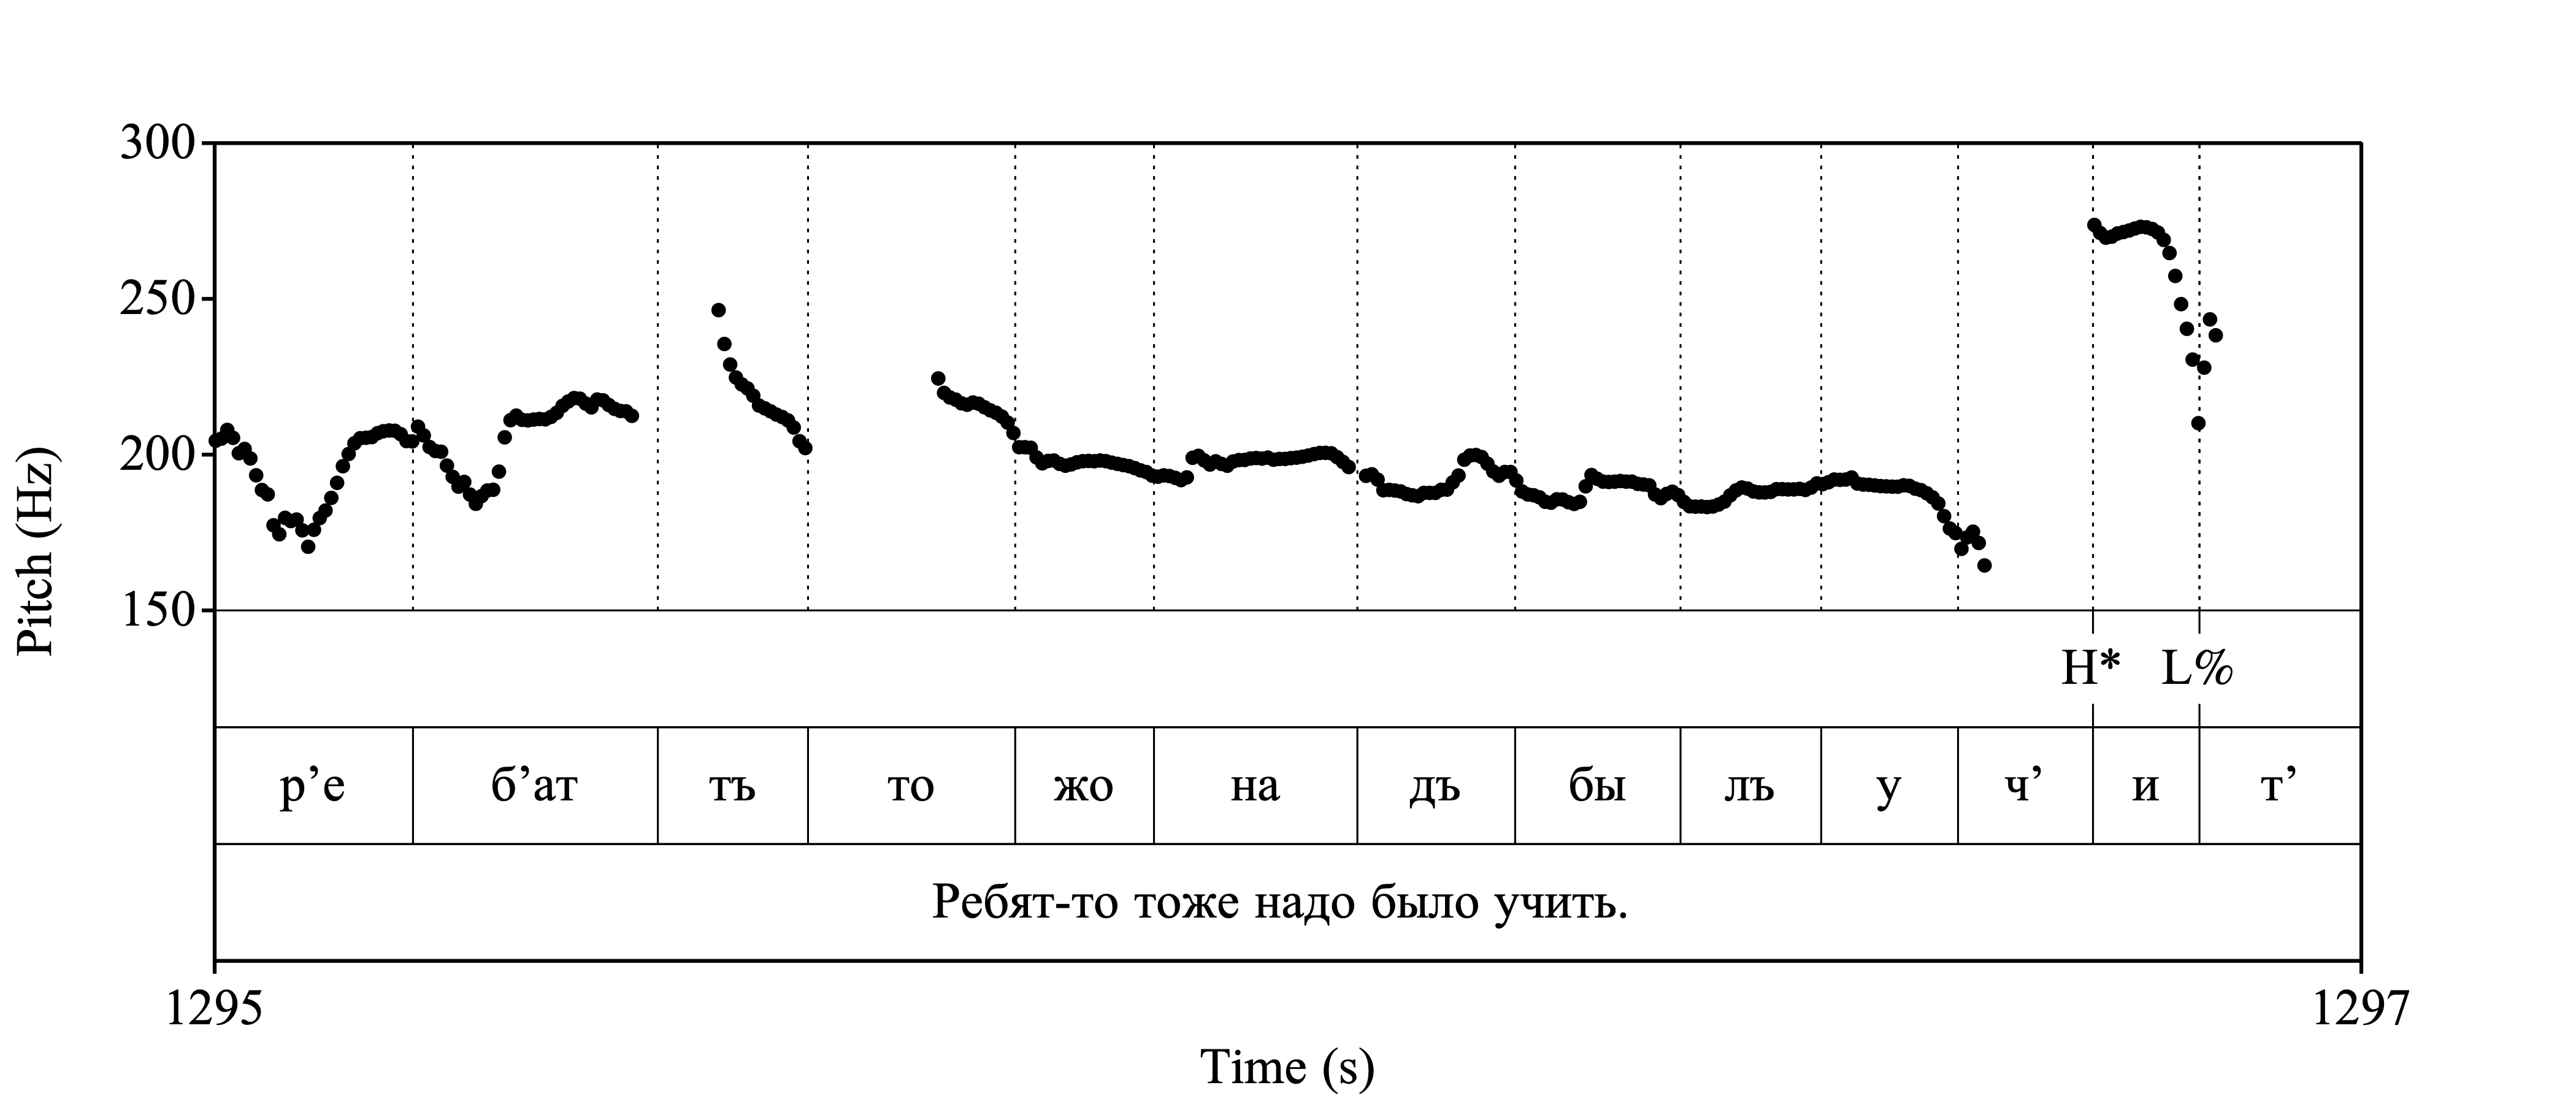 300
250
200
150
Pitch (Hz)
H* L%
р’е б’ат тъ то жо на дъ бы лъ у ч’ и т’
Ребят-то тоже надо было учить.
1295 1297
Time (s)